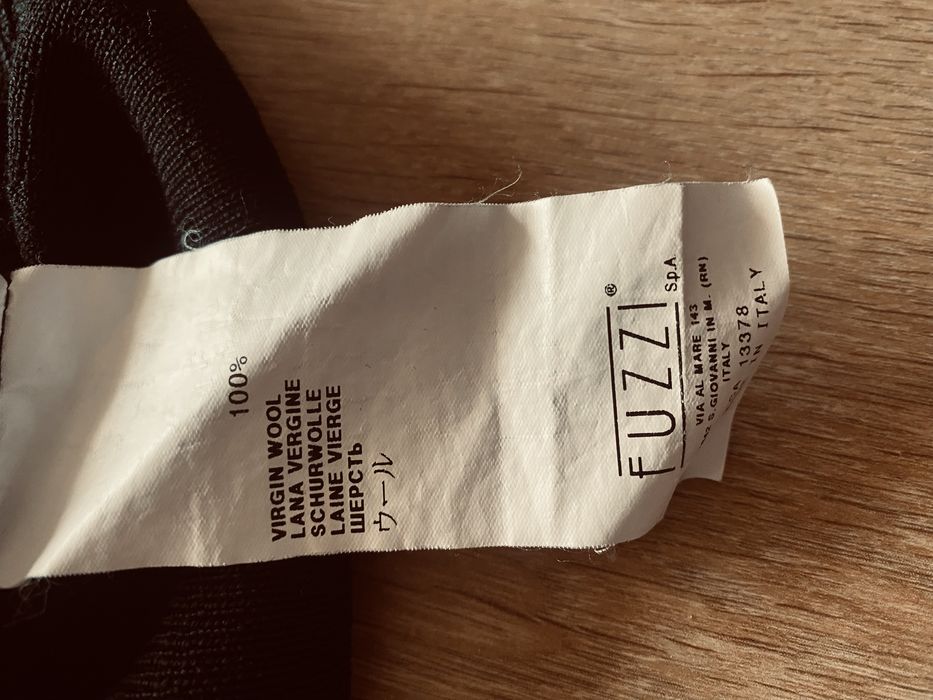 100%
VIRGIN WOOL
LANA VERGINE
SCHURWOLLE
LAINE VIERGE
ШЕРСТЬ
ウール
FUZZI®
S.p.A
VIA AL MARE 143
S.GIOVANNI IN M. (RN)
ITALY
13378
IN ITALY